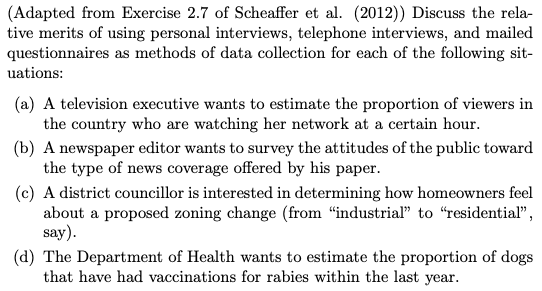 (Adapted from Exercise 2.7 of Scheaffer et al. (2012)) Discuss the rela-
tive merits of using personal interviews, telephone interviews, and mailed
questionnaires as methods of data collection for each of the following sit-
uations:
(a) A television executive wants to estimate the proportion of viewers in
the country who are watching her network at a certain hour.
(b) A newspaper editor wants to survey the attitudes of the public toward
the type of news coverage offered by his paper.
(c) A district councillor is interested in determining how homeowners feel
about a proposed zoning change (from “industrial” to “residential”,
say).
(d) The Department of Health wants to estimate the proportion of dogs
that have had vaccinations for rabies within the last year.